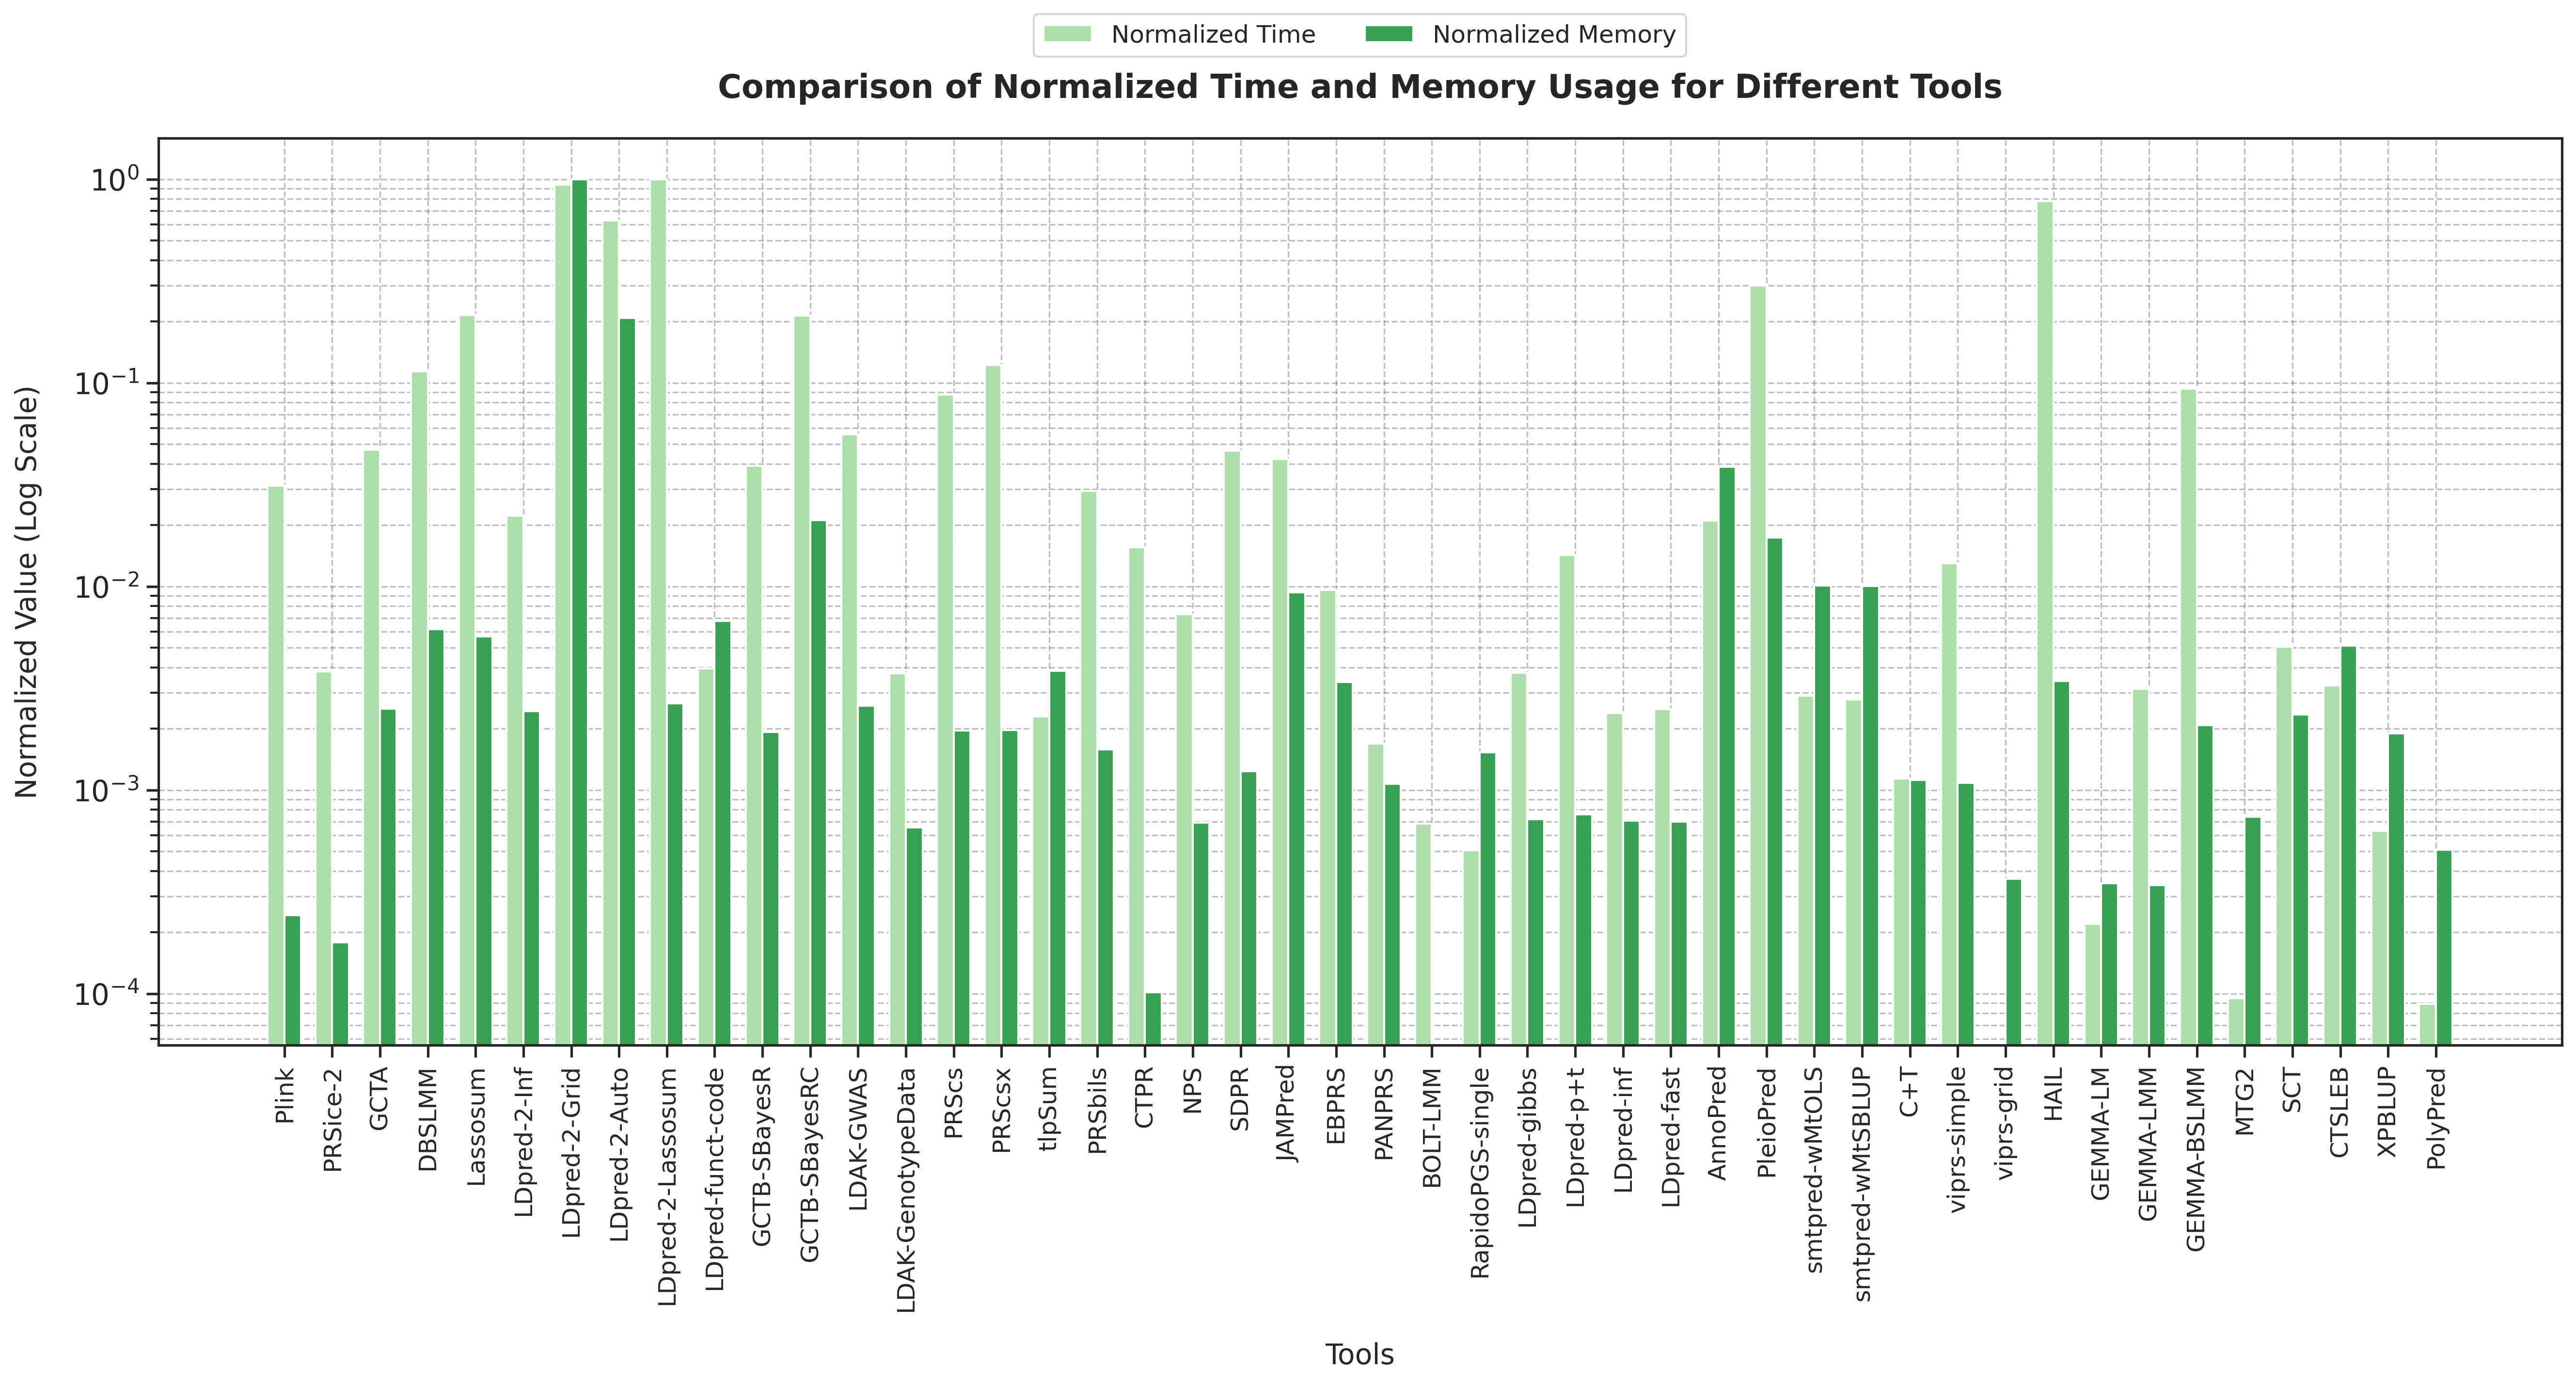 Normalized Time
Normalized Memory
Comparison of Normalized Time and Memory Usage for Different Tools
Normalized Value (Log Scale)
10⁰
10⁻¹
10⁻²
10⁻³
10⁻⁴
Plink
PRSice-2
GCTA
DBSLMM
Lassosum
LDpred-2-Inf
LDpred-2-Grid
LDpred-2-Auto
LDpred-2-Lassosum
LDpred-funct-code
GCTB-SBayesR
GCTB-SBayesRC
LDAK-GWAS
LDAK-GenotypeData
PRScs
PRScsx
tlpSum
PRSbils
CTPR
NPS
SDPR
JAMPred
EBPRS
PANPRS
BOLT-LMM
RapidoPGS-single
LDpred-gibbs
LDpred-p+t
LDpred-inf
LDpred-fast
AnnoPred
PleioPred
smtpred-wMtOLS
smtpred-wMtSBLUP
C+T
viprs-simple
viprs-grid
HAIL
GEMMA-LM
GEMMA-LMM
GEMMA-BSLMM
MTG2
SCT
CTSLEB
XPBLUP
PolyPred
Tools